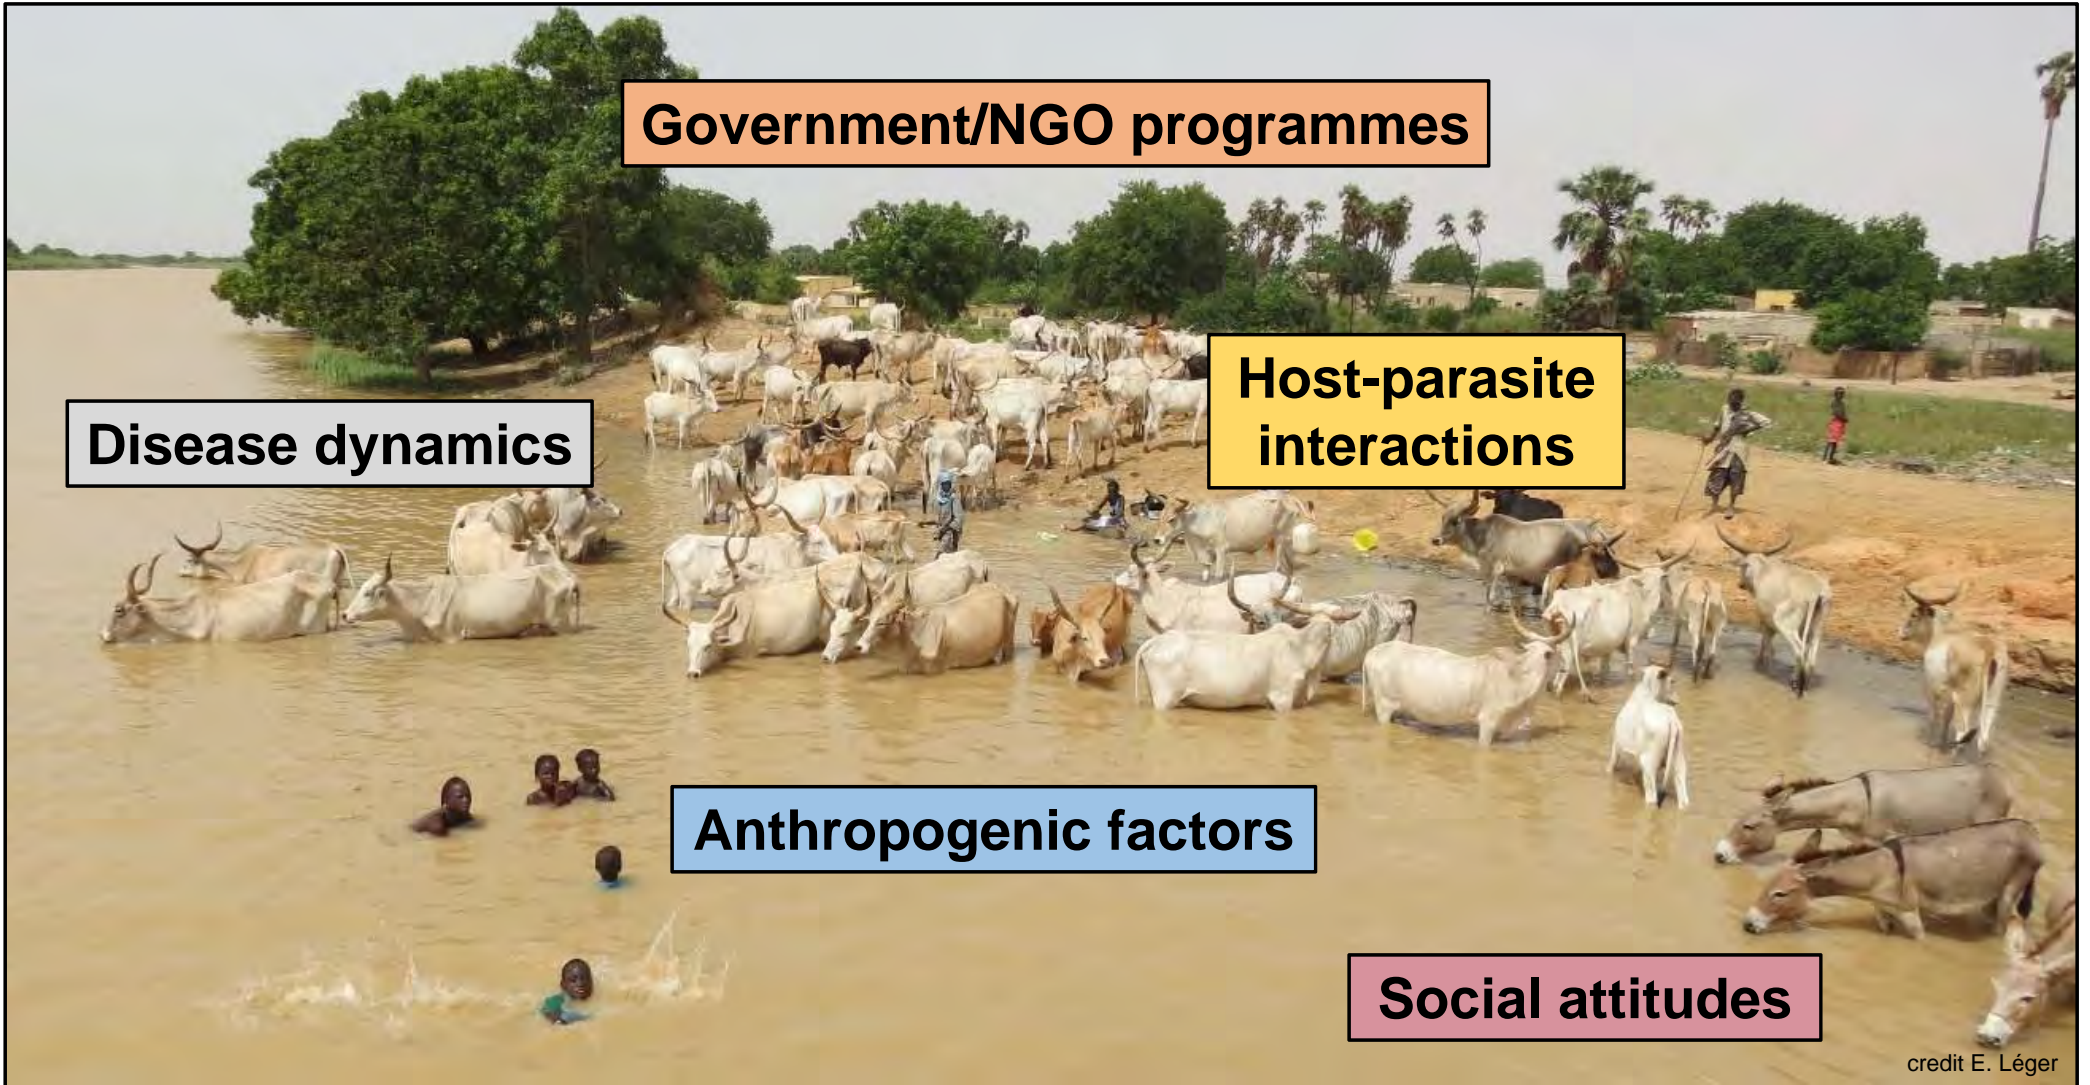 Government/NGO programmes
Host-parasite
interactions
Disease dynamics
Anthropogenic factors
Social attitudes
credit E. Léger